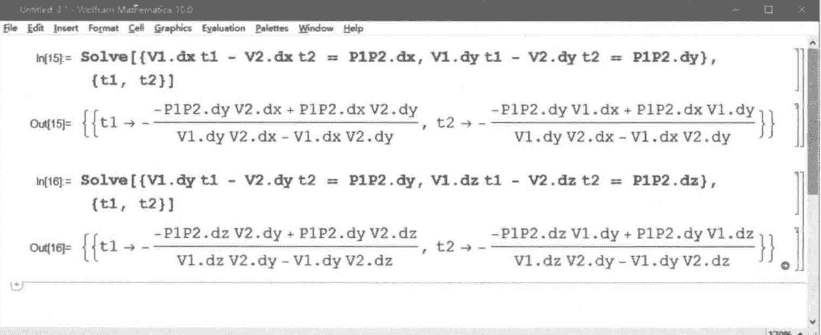 Untitled-3 * - Wolfram Mathematica 10.0
File Edit Insert Format Cell Graphics Evaluation Palettes Window Help
In[15]:= Solve[{V1.dx t1 - V2.dx t2 == P1P2.dx, V1.dy t1 - V2.dy t2 == P1P2.dy},
{t1, t2}]
Out[15]= {{t1 → - (-P1P2.dy V2.dx + P1P2.dx V2.dy)/(V1.dy V2.dx - V1.dx V2.dy), t2 → - (-P1P2.dy V1.dx + P1P2.dx V1.dy)/(V1.dy V2.dx - V1.dx V2.dy)}}
In[16]:= Solve[{V1.dy t1 - V2.dy t2 == P1P2.dy, V1.dz t1 - V2.dz t2 == P1P2.dz},
{t1, t2}]
Out[16]= {{t1 → - (-P1P2.dz V2.dy + P1P2.dy V2.dz)/(V1.dz V2.dy - V1.dy V2.dz), t2 → - (-P1P2.dz V1.dy + P1P2.dy V1.dz)/(V1.dz V2.dy - V1.dy V2.dz)}}